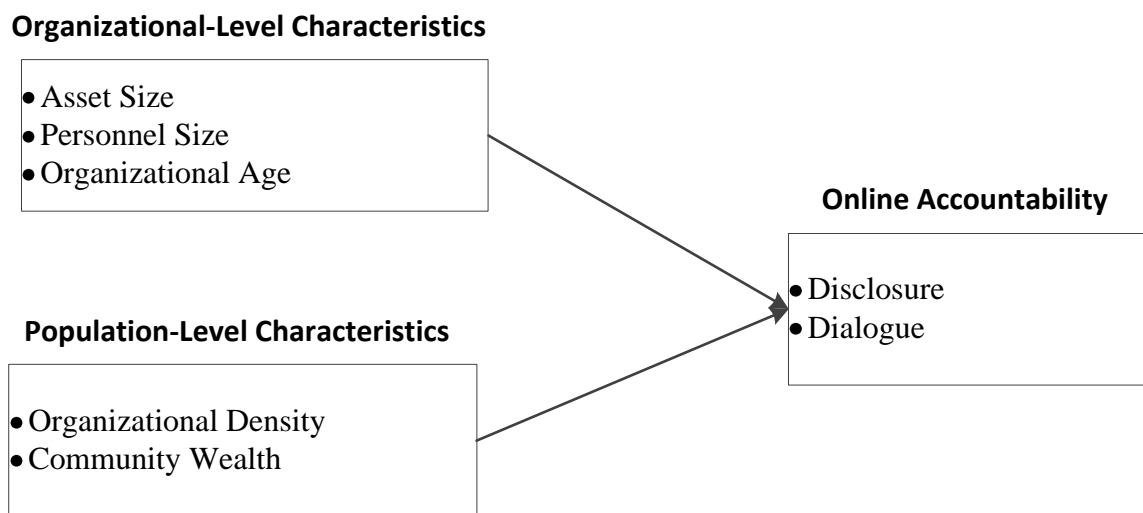 Organizational-Level Characteristics
● Asset Size
● Personnel Size
● Organizational Age
Population-Level Characteristics
● Organizational Density
● Community Wealth
Online Accountability
● Disclosure
● Dialogue